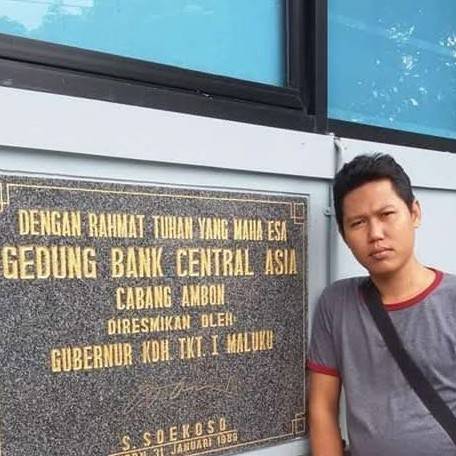 DENGAN RAHMAT TUHAN YANG MAHA ESA
GEDUNG BANK CENTRAL ASIA
CABANG AMBON
DIRESMIKAN OLEH
GUBERNUR KDH. TKT. I MALUKU
S. SOEKOSO
31 JANUARI 1989